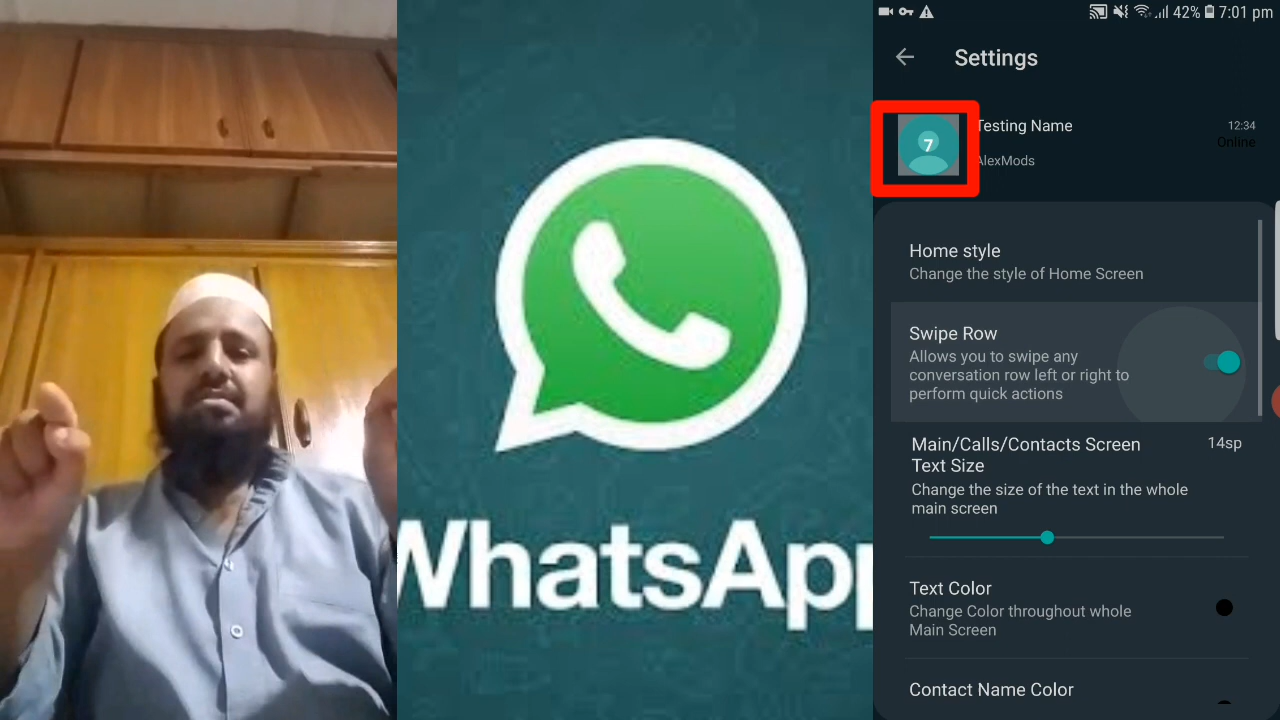 WhatsApp
42% 7:01 pm
Settings
7
Testing Name
12:34
Online
AlexMods
Home style
Change the style of Home Screen
Swipe Row
Allows you to swipe any
conversation row left or right to
perform quick actions
Main/Calls/Contacts Screen
Text Size
14sp
Change the size of the text in the whole
main screen
Text Color
Change Color throughout whole
Main Screen
Contact Name Color